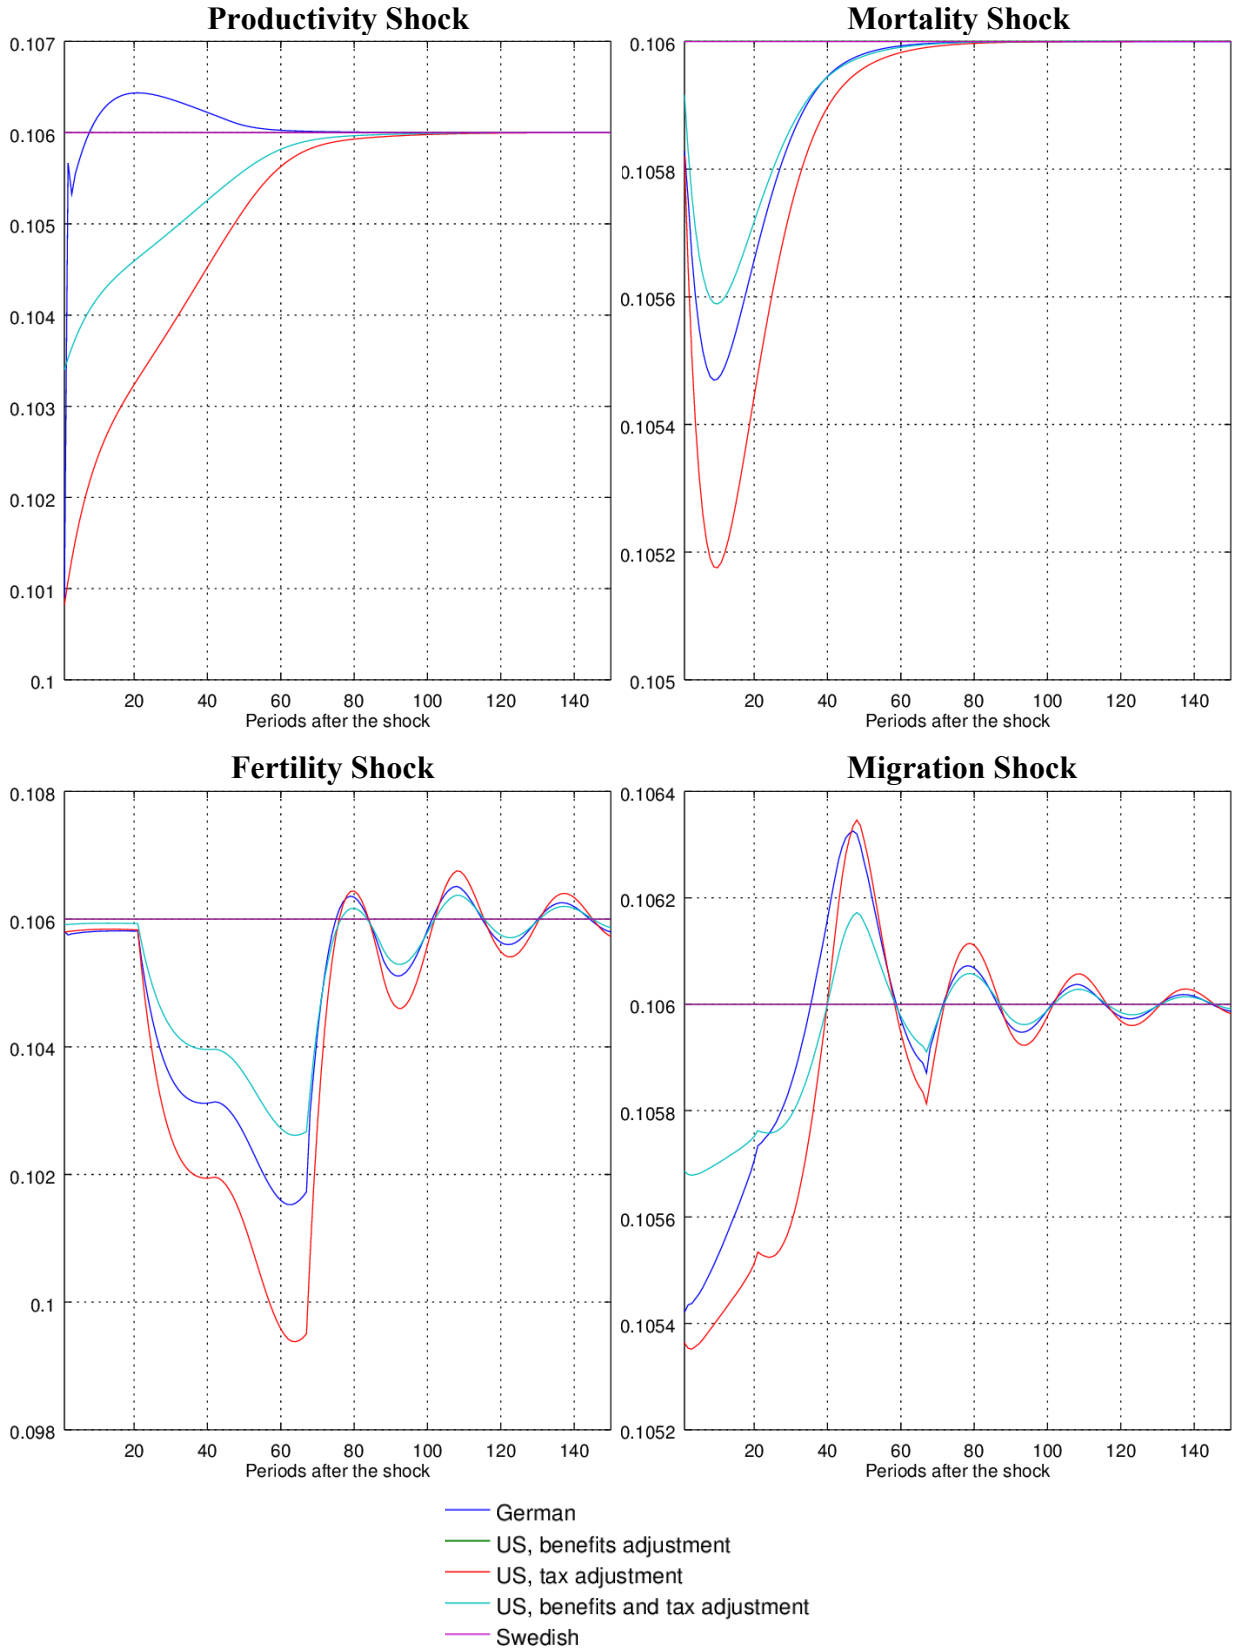 Productivity Shock
0.107
0.106
0.105
0.104
0.103
0.102
0.101
0.1
20 40 60 80 100 120 140
Periods after the shock
Mortality Shock
0.106
0.1058
0.1056
0.1054
0.1052
0.105
20 40 60 80 100 120 140
Periods after the shock
Fertility Shock
0.108
0.106
0.104
0.102
0.1
0.098
20 40 60 80 100 120 140
Periods after the shock
Migration Shock
0.1064
0.1062
0.106
0.1058
0.1056
0.1054
0.1052
20 40 60 80 100 120 140
Periods after the shock
German
US, benefits adjustment
US, tax adjustment
US, benefits and tax adjustment
Swedish